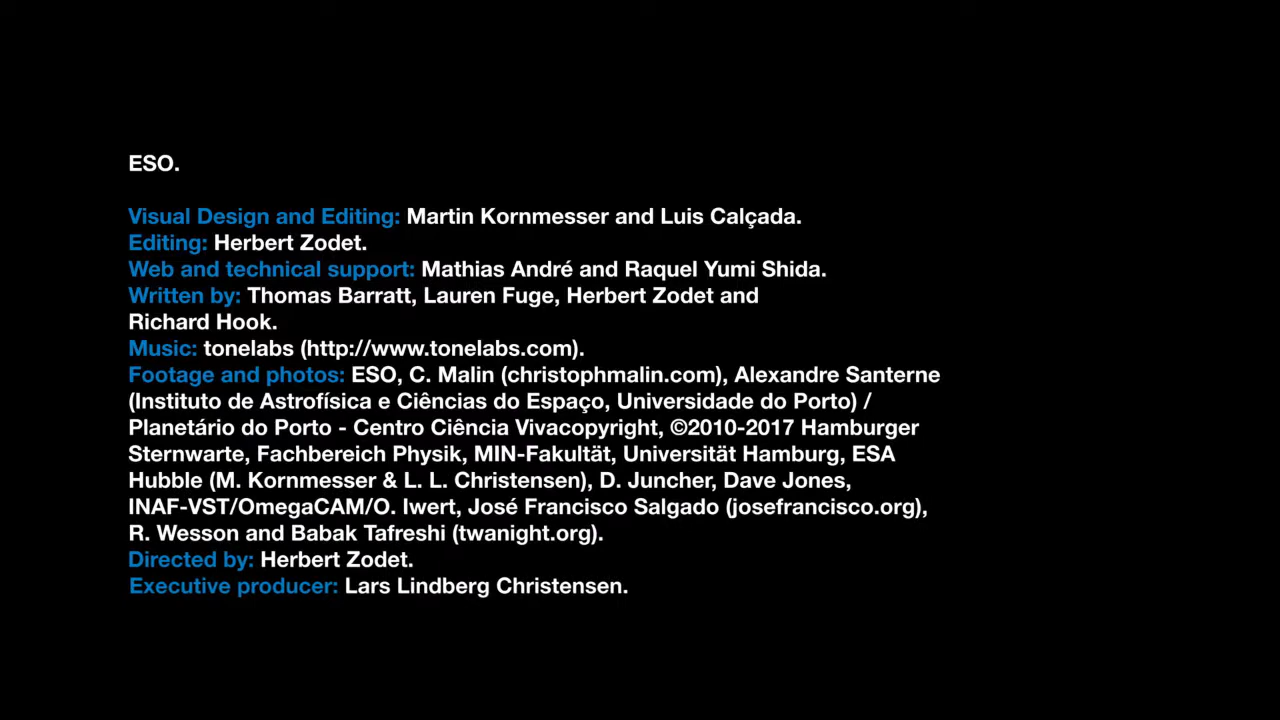 ESO.
Visual Design and Editing: Martin Kornmesser and Luis Calçada.
Editing: Herbert Zodet.
Web and technical support: Mathias André and Raquel Yumi Shida.
Written by: Thomas Barratt, Lauren Fuge, Herbert Zodet and
Richard Hook.
Music: tonelabs (http://www.tonelabs.com).
Footage and photos: ESO, C. Malin (christophmalin.com), Alexandre Santerne
(Instituto de Astrofísica e Ciências do Espaço, Universidade do Porto) /
Planetário do Porto - Centro Ciência Vivacopyright, ©2010-2017 Hamburger
Sternwarte, Fachbereich Physik, MIN-Fakultät, Universität Hamburg, ESA
Hubble (M. Kornmesser & L. L. Christensen), D. Juncher, Dave Jones,
INAF-VST/OmegaCAM/O. Iwert, José Francisco Salgado (josefrancisco.org),
R. Wesson and Babak Tafreshi (twanight.org).
Directed by: Herbert Zodet.
Executive producer: Lars Lindberg Christensen.